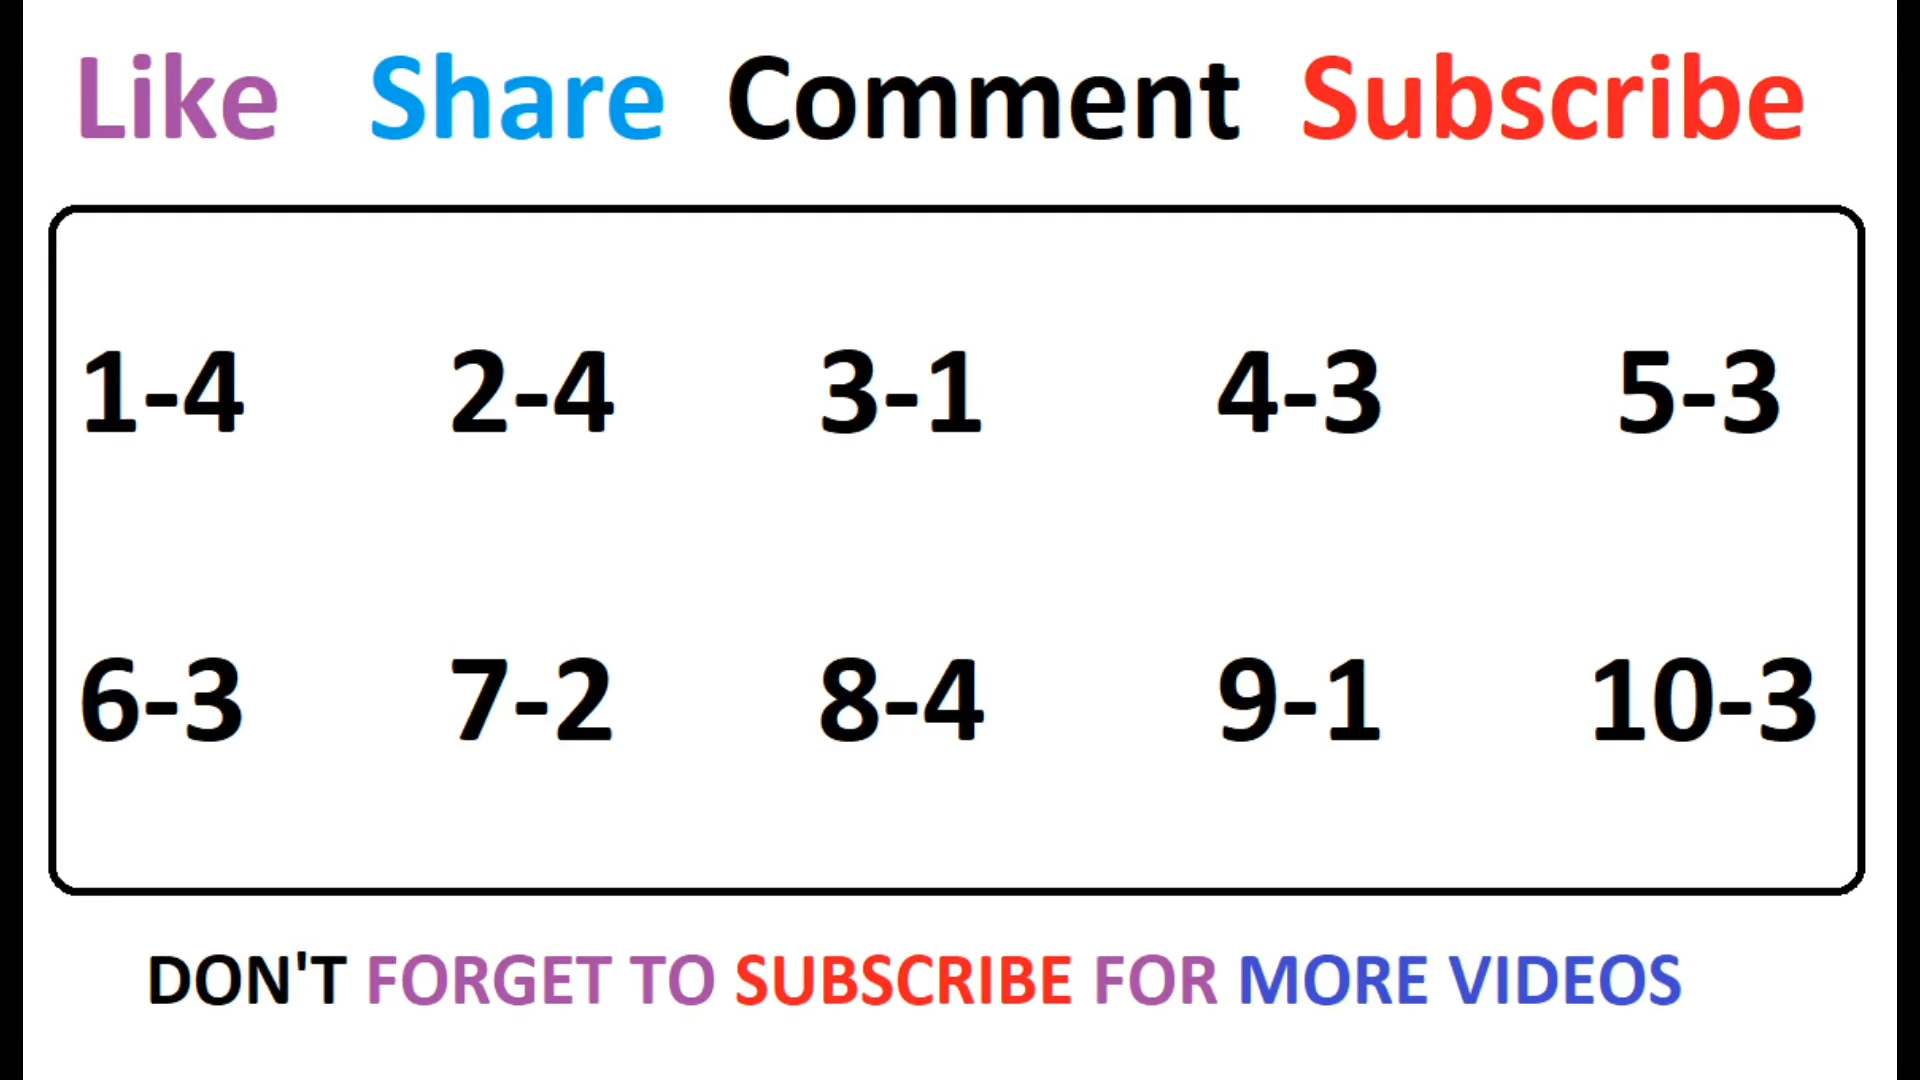 Like Share Comment Subscribe
1-4 2-4 3-1 4-3 5-3
6-3 7-2 8-4 9-1 10-3
DON'T FORGET TO SUBSCRIBE FOR MORE VIDEOS